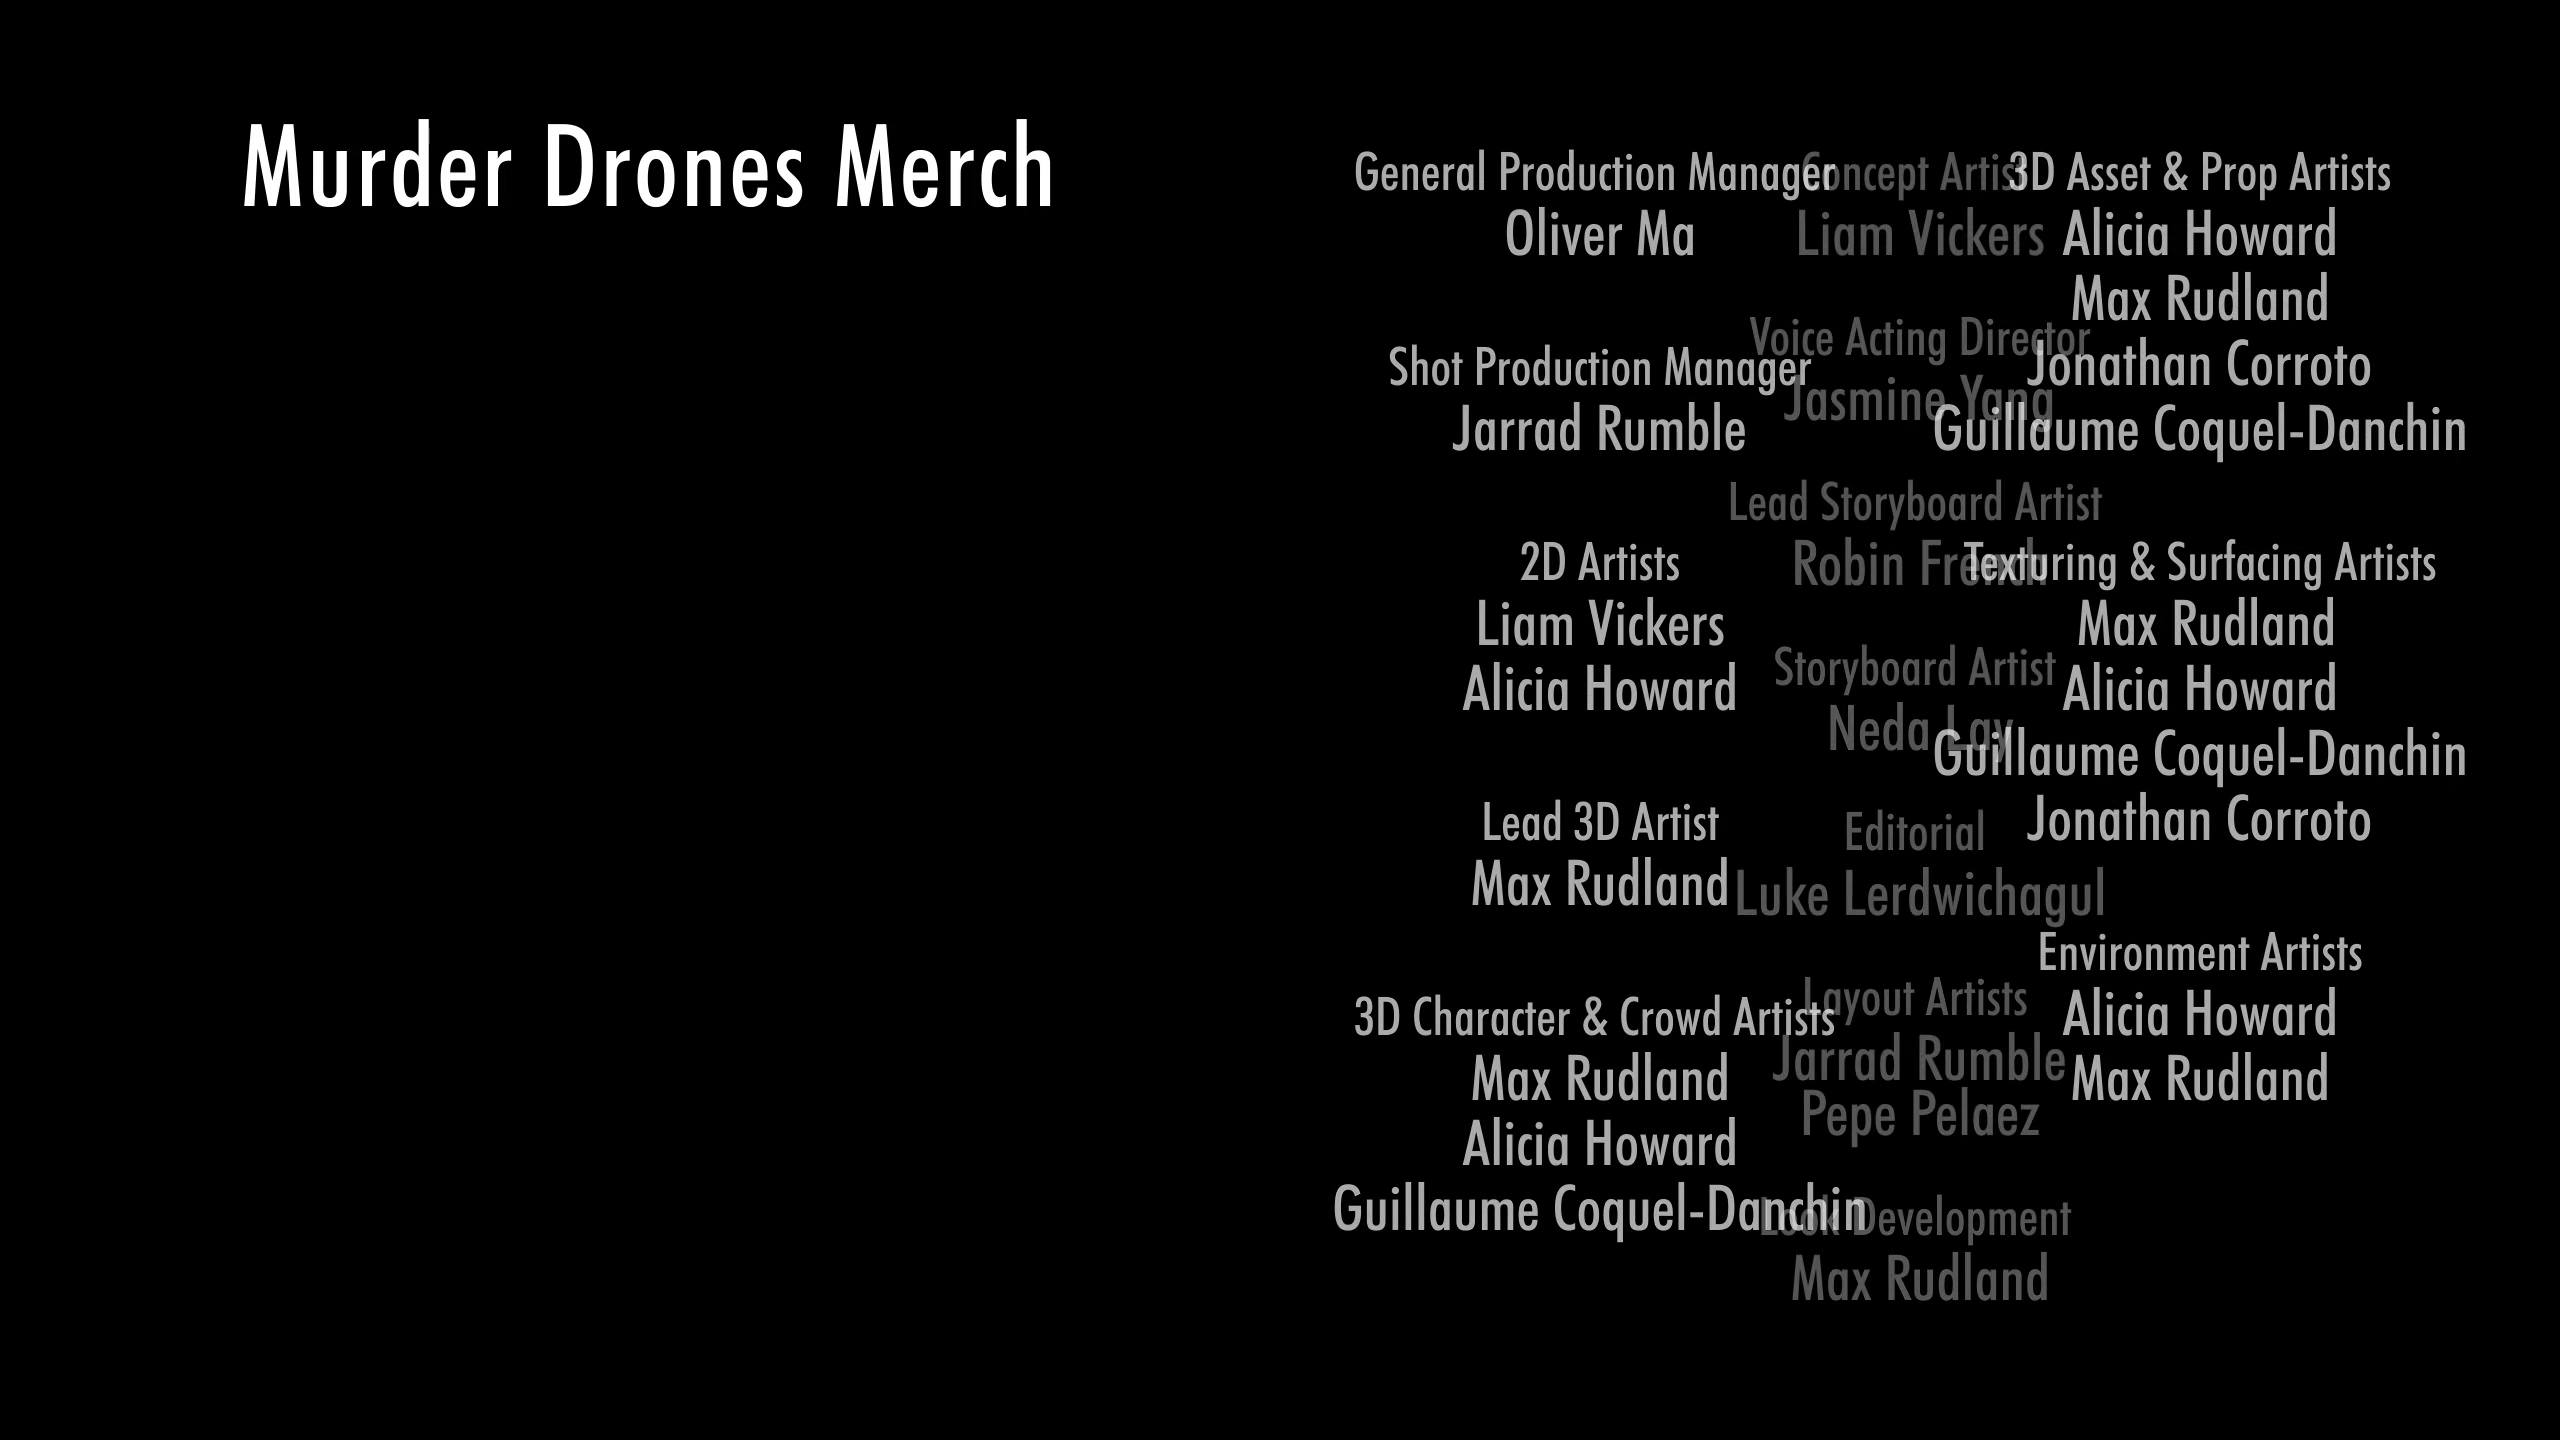 Murder Drones Merch
General Production Manager
Oliver Ma
Shot Production Manager
Jarrad Rumble
2D Artists
Liam Vickers
Alicia Howard
Lead 3D Artist
Max Rudland
3D Character & Crowd Artists
Max Rudland
Alicia Howard
Guillaume Coquel-Danchin
Concept Artist
Liam Vickers
Voice Acting Director
Jasmine Yang
Lead Storyboard Artist
Robin French
Storyboard Artist
Neda Lay
Editorial
Luke Lerdwichagul
Layout Artists
Jarrad Rumble
Pepe Pelaez
Look Development
Max Rudland
3D Asset & Prop Artists
Alicia Howard
Max Rudland
Jonathan Corroto
Guillaume Coquel-Danchin
Texturing & Surfacing Artists
Max Rudland
Alicia Howard
Guillaume Coquel-Danchin
Jonathan Corroto
Environment Artists
Alicia Howard
Max Rudland